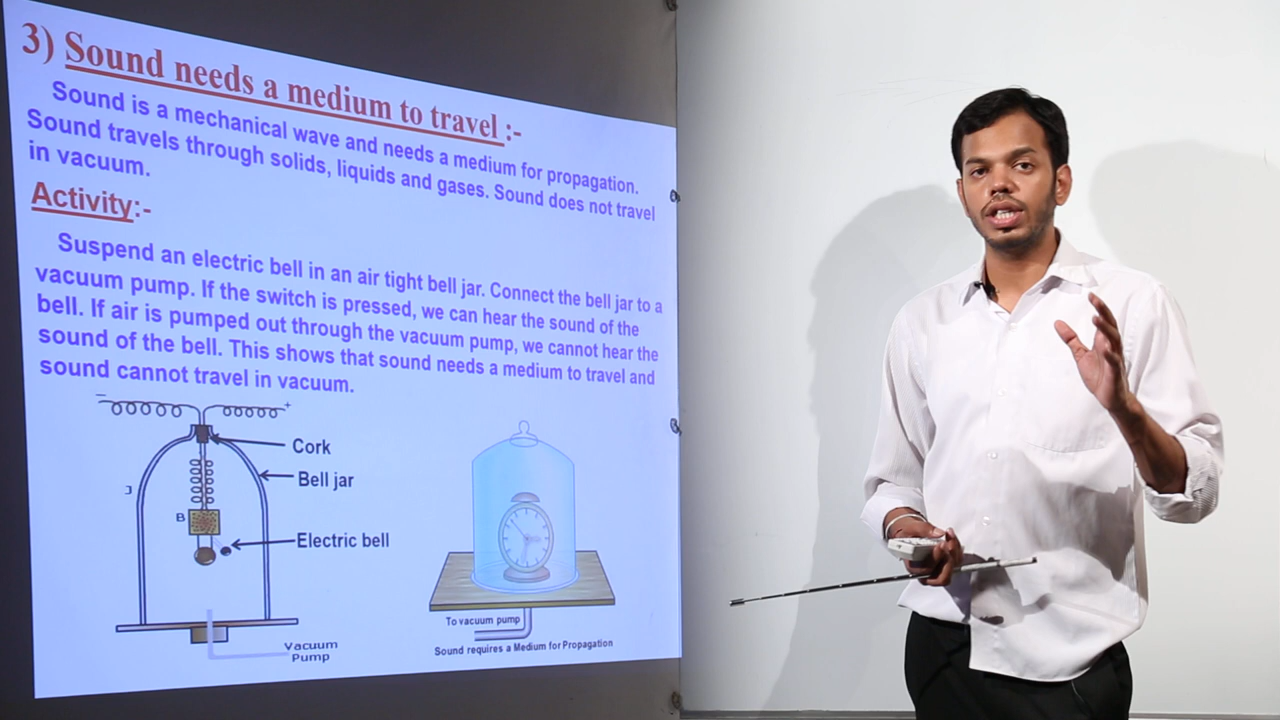 3) Sound needs a medium to travel :-
Sound is a mechanical wave and needs a medium for propagation.
Sound travels through solids, liquids and gases. Sound does not travel
in vacuum.
Activity:-
Suspend an electric bell in an air tight bell jar. Connect the bell jar to a
vacuum pump. If the switch is pressed, we can hear the sound of the
bell. If air is pumped out through the vacuum pump, we cannot hear the
sound of the bell. This shows that sound needs a medium to travel and
sound cannot travel in vacuum.
− +
Cork
Bell jar
J
B
Electric bell
Vacuum
Pump
To vacuum pump
Sound requires a Medium for Propagation